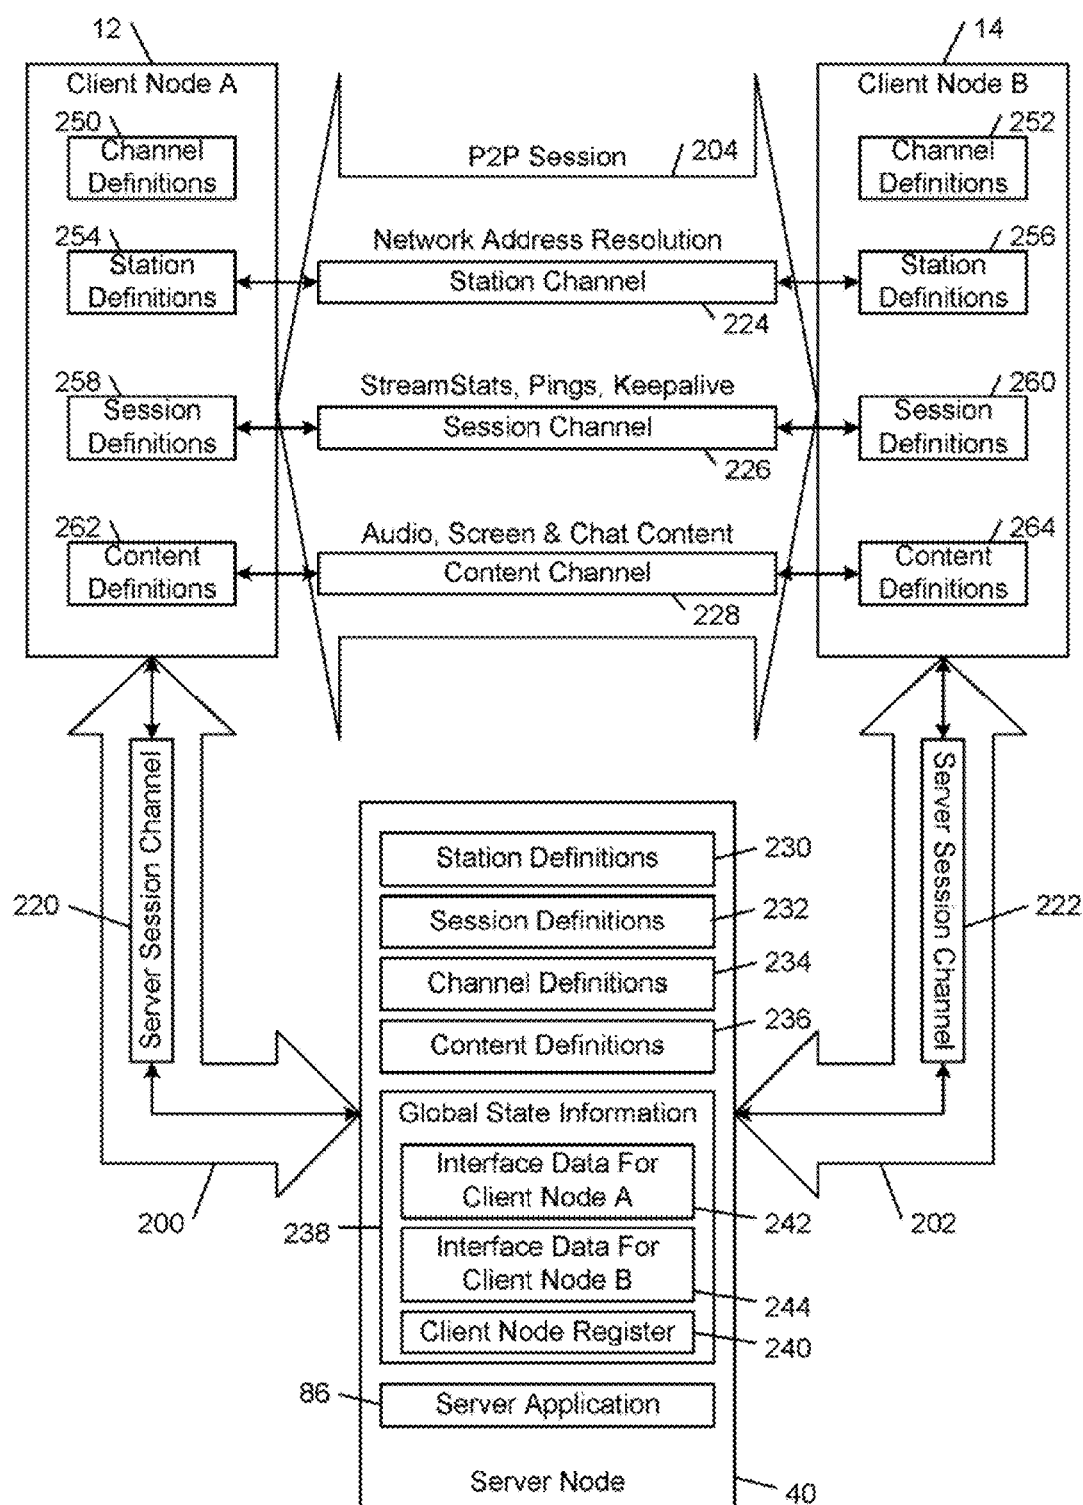 12
14
Client Node A
Client Node B
250
Channel
Definitions
252
Channel
Definitions
P2P Session
204
254
Station
Definitions
Network Address Resolution
Station Channel
224
256
Station
Definitions
258
Session
Definitions
StreamStats, Pings, Keepalive
Session Channel
226
260
Session
Definitions
262
Content
Definitions
Audio, Screen & Chat Content
Content Channel
228
264
Content
Definitions
Server Session Channel
220
Server Session Channel
222
Station Definitions
230
Session Definitions
232
Channel Definitions
234
Content Definitions
236
Global State Information
Interface Data For
Client Node A
242
238
Interface Data For
Client Node B
244
Client Node Register
240
200
202
86
Server Application
Server Node
40